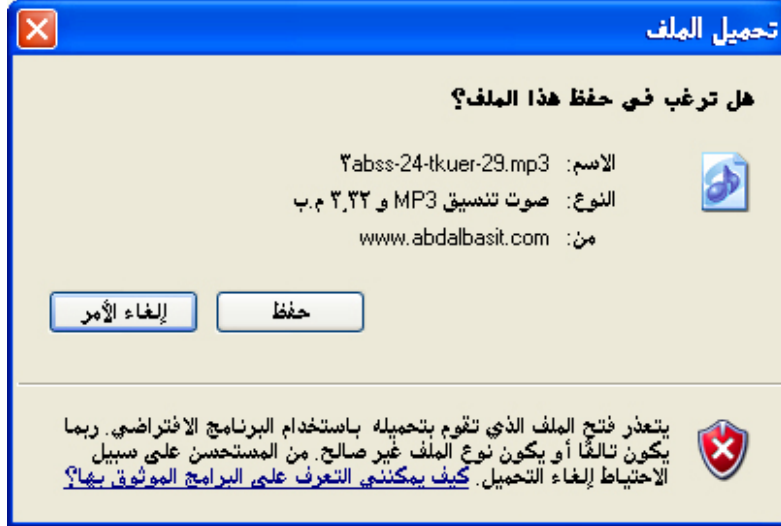 تحميل الملف
هل ترغب في حفظ هذا الملف؟
الاسم: ٣abss-24-tkuer-29.mp3
النوع: صوت تنسيق MP3 و ٣,٣٢ م.ب
من: www.abdalbasit.com
حفظ
إلغاء الأمر
يتعذر فتح الملف الذي تقوم بتحميله باستخدام البرنامج الافتراضي. ربما
يكون تالفًا أو يكون نوع الملف غير صالح. من المستحسن على سبيل
الاحتياط إلغاء التحميل. كيف يمكنني التعرف على البرامج الموثوق بها؟